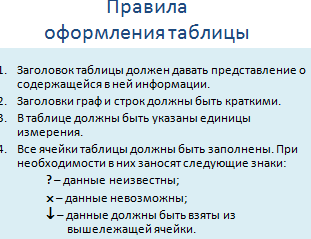 Правила
оформления таблицы
1. Заголовок таблицы должен давать представление о
содержащейся в ней информации.
2. Заголовки граф и строк должны быть краткими.
3. В таблице должны быть указаны единицы
измерения.
4. Все ячейки таблицы должны быть заполнены. При
необходимости в них заносят следующие знаки:
? – данные неизвестны;
х – данные невозможны;
↓ – данные должны быть взяты из
вышележащей ячейки.